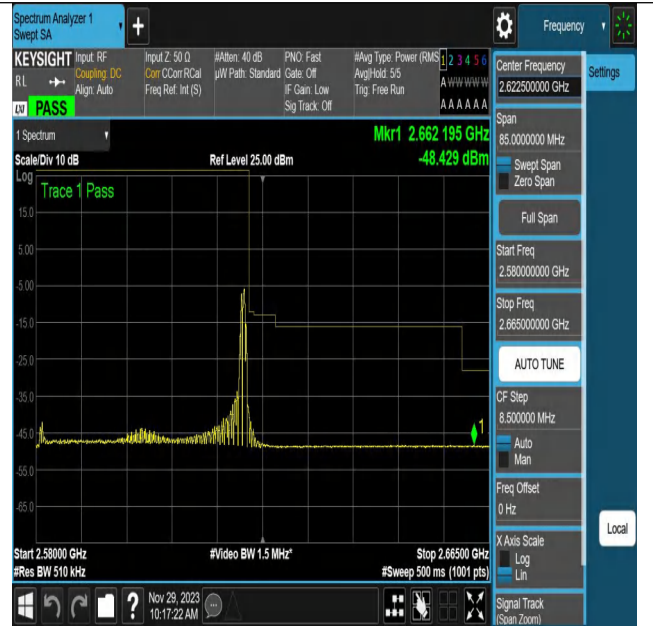 Spectrum Analyzer 1
Swept SA
+
Frequency
KEYSIGHT
RL
LXI PASS
Input: RF
Coupling: DC
Align: Auto
Input Z: 50 Ω
Corr CCorr RCal
Freq Ref: Int (S)
#Atten: 40 dB
µW Path: Standard
PNO: Fast
Gate: Off
IF Gain: Low
Sig Track: Off
#Avg Type: Power (RMS
Avg|Hold: 5/5
Trig: Free Run
1 2 3 4 5 6
A W W W W W
A A A A A A
1 Spectrum
Scale/Div 10 dB
Ref Level 25.00 dBm
Mkr1 2.662 195 GHz
-48.429 dBm
Log
Trace 1 Pass
15.0
5.00
-5.00
-15.0
-25.0
-35.0
-45.0
-55.0
-65.0
1
Start 2.58000 GHz
#Video BW 1.5 MHz*
Stop 2.66500 GHz
#Res BW 510 kHz
#Sweep 500 ms (1001 pts)
Nov 29, 2023
10:17:22 AM
?
Center Frequency
2.622500000 GHz
Settings
Span
85.0000000 MHz
Swept Span
Zero Span
Full Span
Start Freq
2.580000000 GHz
Stop Freq
2.665000000 GHz
AUTO TUNE
CF Step
8.500000 MHz
Auto
Man
Freq Offset
0 Hz
X Axis Scale
Log
Lin
Local
Signal Track
(Span Zoom)